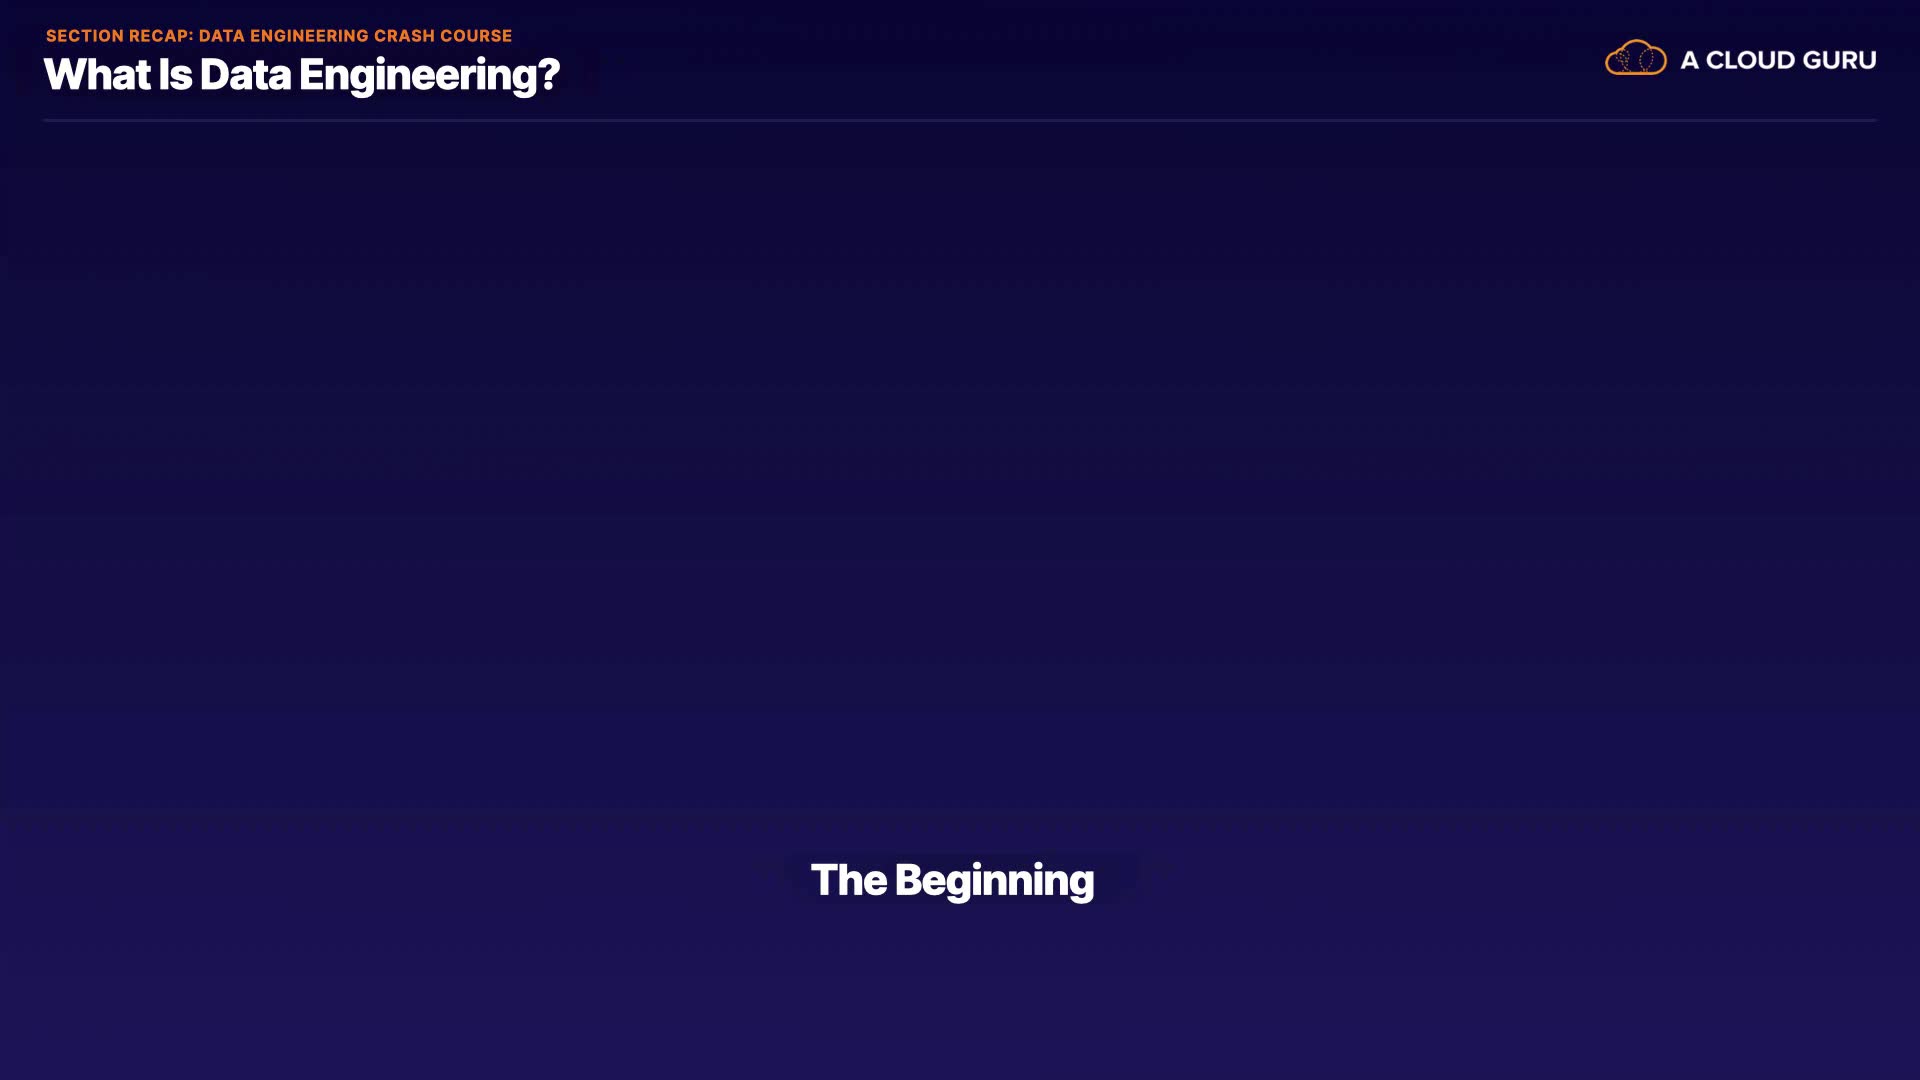 SECTION RECAP: DATA ENGINEERING CRASH COURSE
What Is Data Engineering?
A CLOUD GURU
The Beginning